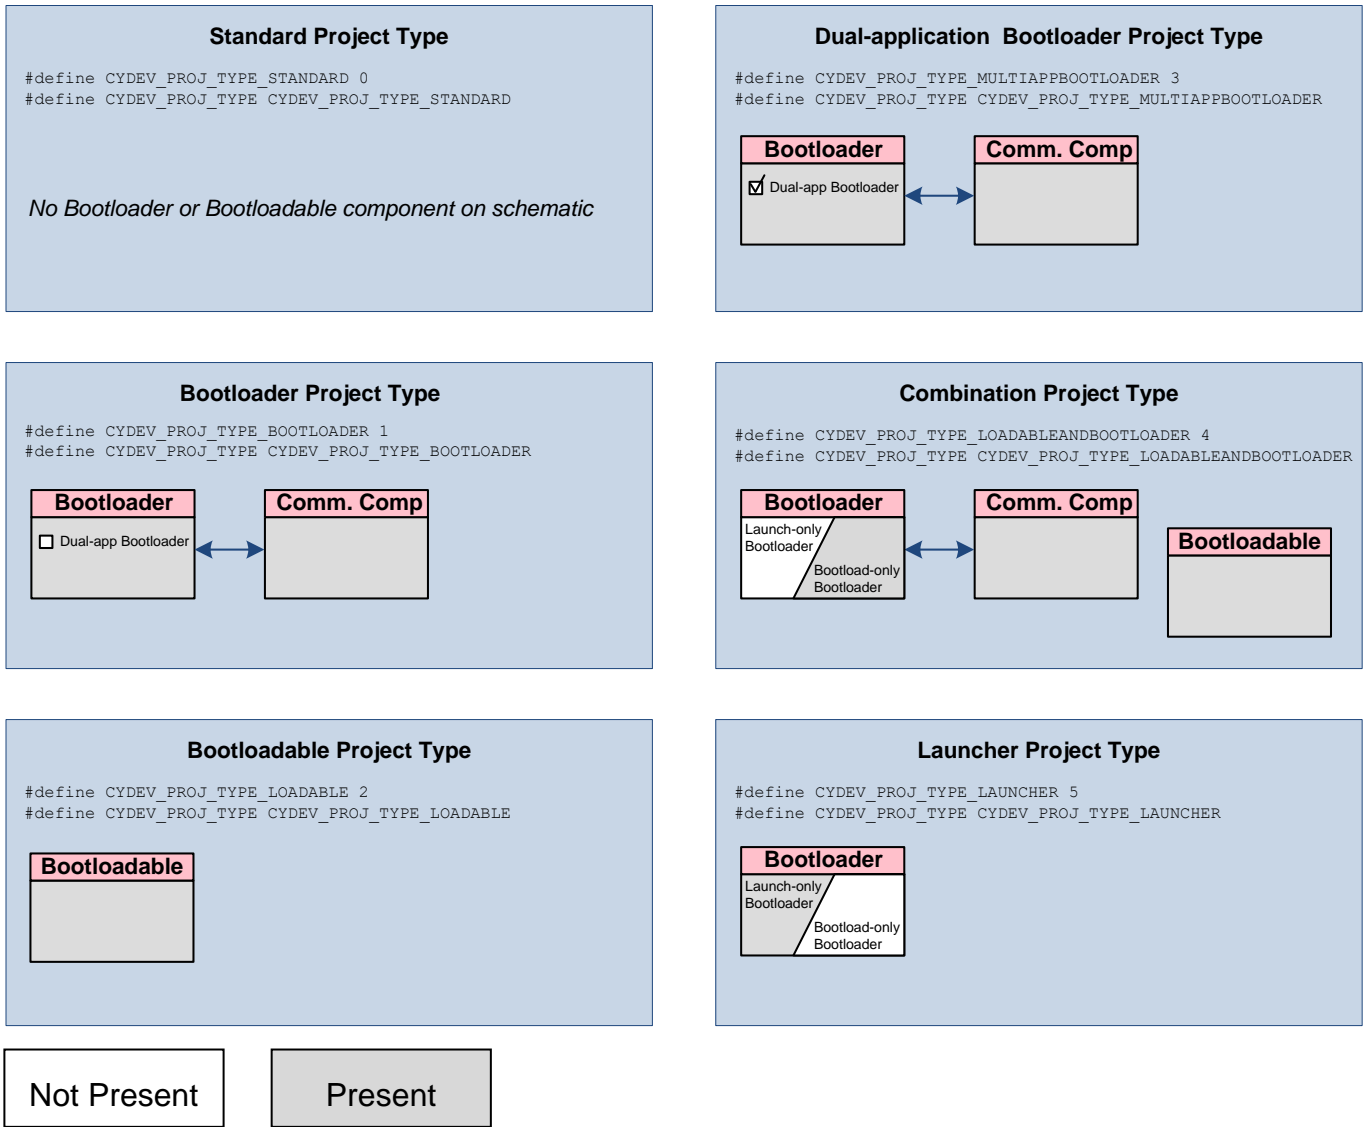 Standard Project Type
#define CYDEV_PROJ_TYPE_STANDARD 0
#define CYDEV_PROJ_TYPE CYDEV_PROJ_TYPE_STANDARD
No Bootloader or Bootloadable component on schematic
Dual-application Bootloader Project Type
#define CYDEV_PROJ_TYPE_MULTIAPPBOOTLOADER 3
#define CYDEV_PROJ_TYPE CYDEV_PROJ_TYPE_MULTIAPPBOOTLOADER
Bootloader
Dual-app Bootloader
Comm. Comp
Bootloader Project Type
#define CYDEV_PROJ_TYPE_BOOTLOADER 1
#define CYDEV_PROJ_TYPE CYDEV_PROJ_TYPE_BOOTLOADER
Bootloader
Dual-app Bootloader
Comm. Comp
Combination Project Type
#define CYDEV_PROJ_TYPE_LOADABLEANDBOOTLOADER 4
#define CYDEV_PROJ_TYPE CYDEV_PROJ_TYPE_LOADABLEANDBOOTLOADER
Bootloader
Launch-only
Bootloader
Bootload-only
Bootloader
Comm. Comp
Bootloadable
Bootloadable Project Type
#define CYDEV_PROJ_TYPE_LOADABLE 2
#define CYDEV_PROJ_TYPE CYDEV_PROJ_TYPE_LOADABLE
Bootloadable
Launcher Project Type
#define CYDEV_PROJ_TYPE_LAUNCHER 5
#define CYDEV_PROJ_TYPE CYDEV_PROJ_TYPE_LAUNCHER
Bootloader
Launch-only
Bootloader
Bootload-only
Bootloader
Not Present
Present